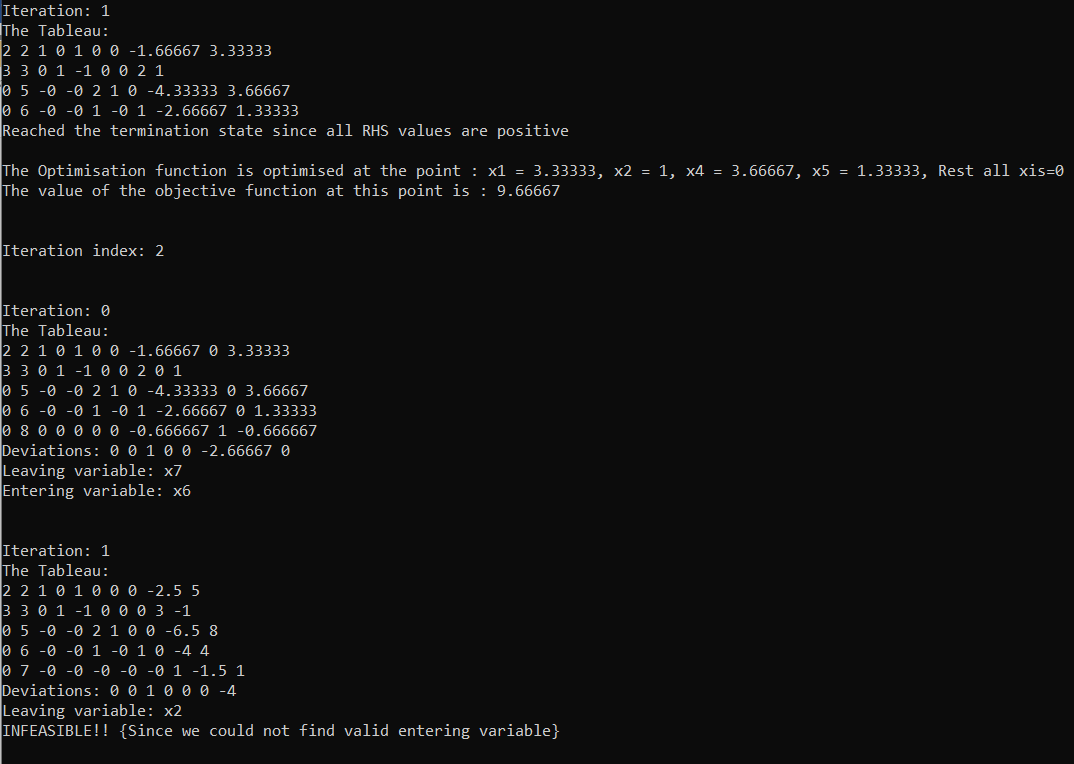 Iteration: 1
The Tableau:
2 2 1 0 1 0 0 -1.66667 3.33333
3 3 0 1 -1 0 0 2 1
0 5 -0 -0 2 1 0 -4.33333 3.66667
0 6 -0 -0 1 -0 1 -2.66667 1.33333
Reached the termination state since all RHS values are positive
The Optimisation function is optimised at the point : x1 = 3.33333, x2 = 1, x4 = 3.66667, x5 = 1.33333, Rest all xis=0
The value of the objective function at this point is : 9.66667
Iteration index: 2
Iteration: 0
The Tableau:
2 2 1 0 1 0 0 -1.66667 0 3.33333
3 3 0 1 -1 0 0 2 0 1
0 5 -0 -0 2 1 0 -4.33333 0 3.66667
0 6 -0 -0 1 -0 1 -2.66667 0 1.33333
0 8 0 0 0 0 0 -0.666667 1 -0.666667
Deviations: 0 0 1 0 0 -2.66667 0
Leaving variable: x7
Entering variable: x6
Iteration: 1
The Tableau:
2 2 1 0 1 0 0 0 -2.5 5
3 3 0 1 -1 0 0 0 3 -1
0 5 -0 -0 2 1 0 0 -6.5 8
0 6 -0 -0 1 -0 1 0 -4 4
0 7 -0 -0 -0 -0 -0 1 -1.5 1
Deviations: 0 0 1 0 0 0 -4
Leaving variable: x2
INFEASIBLE!! {Since we could not find valid entering variable}